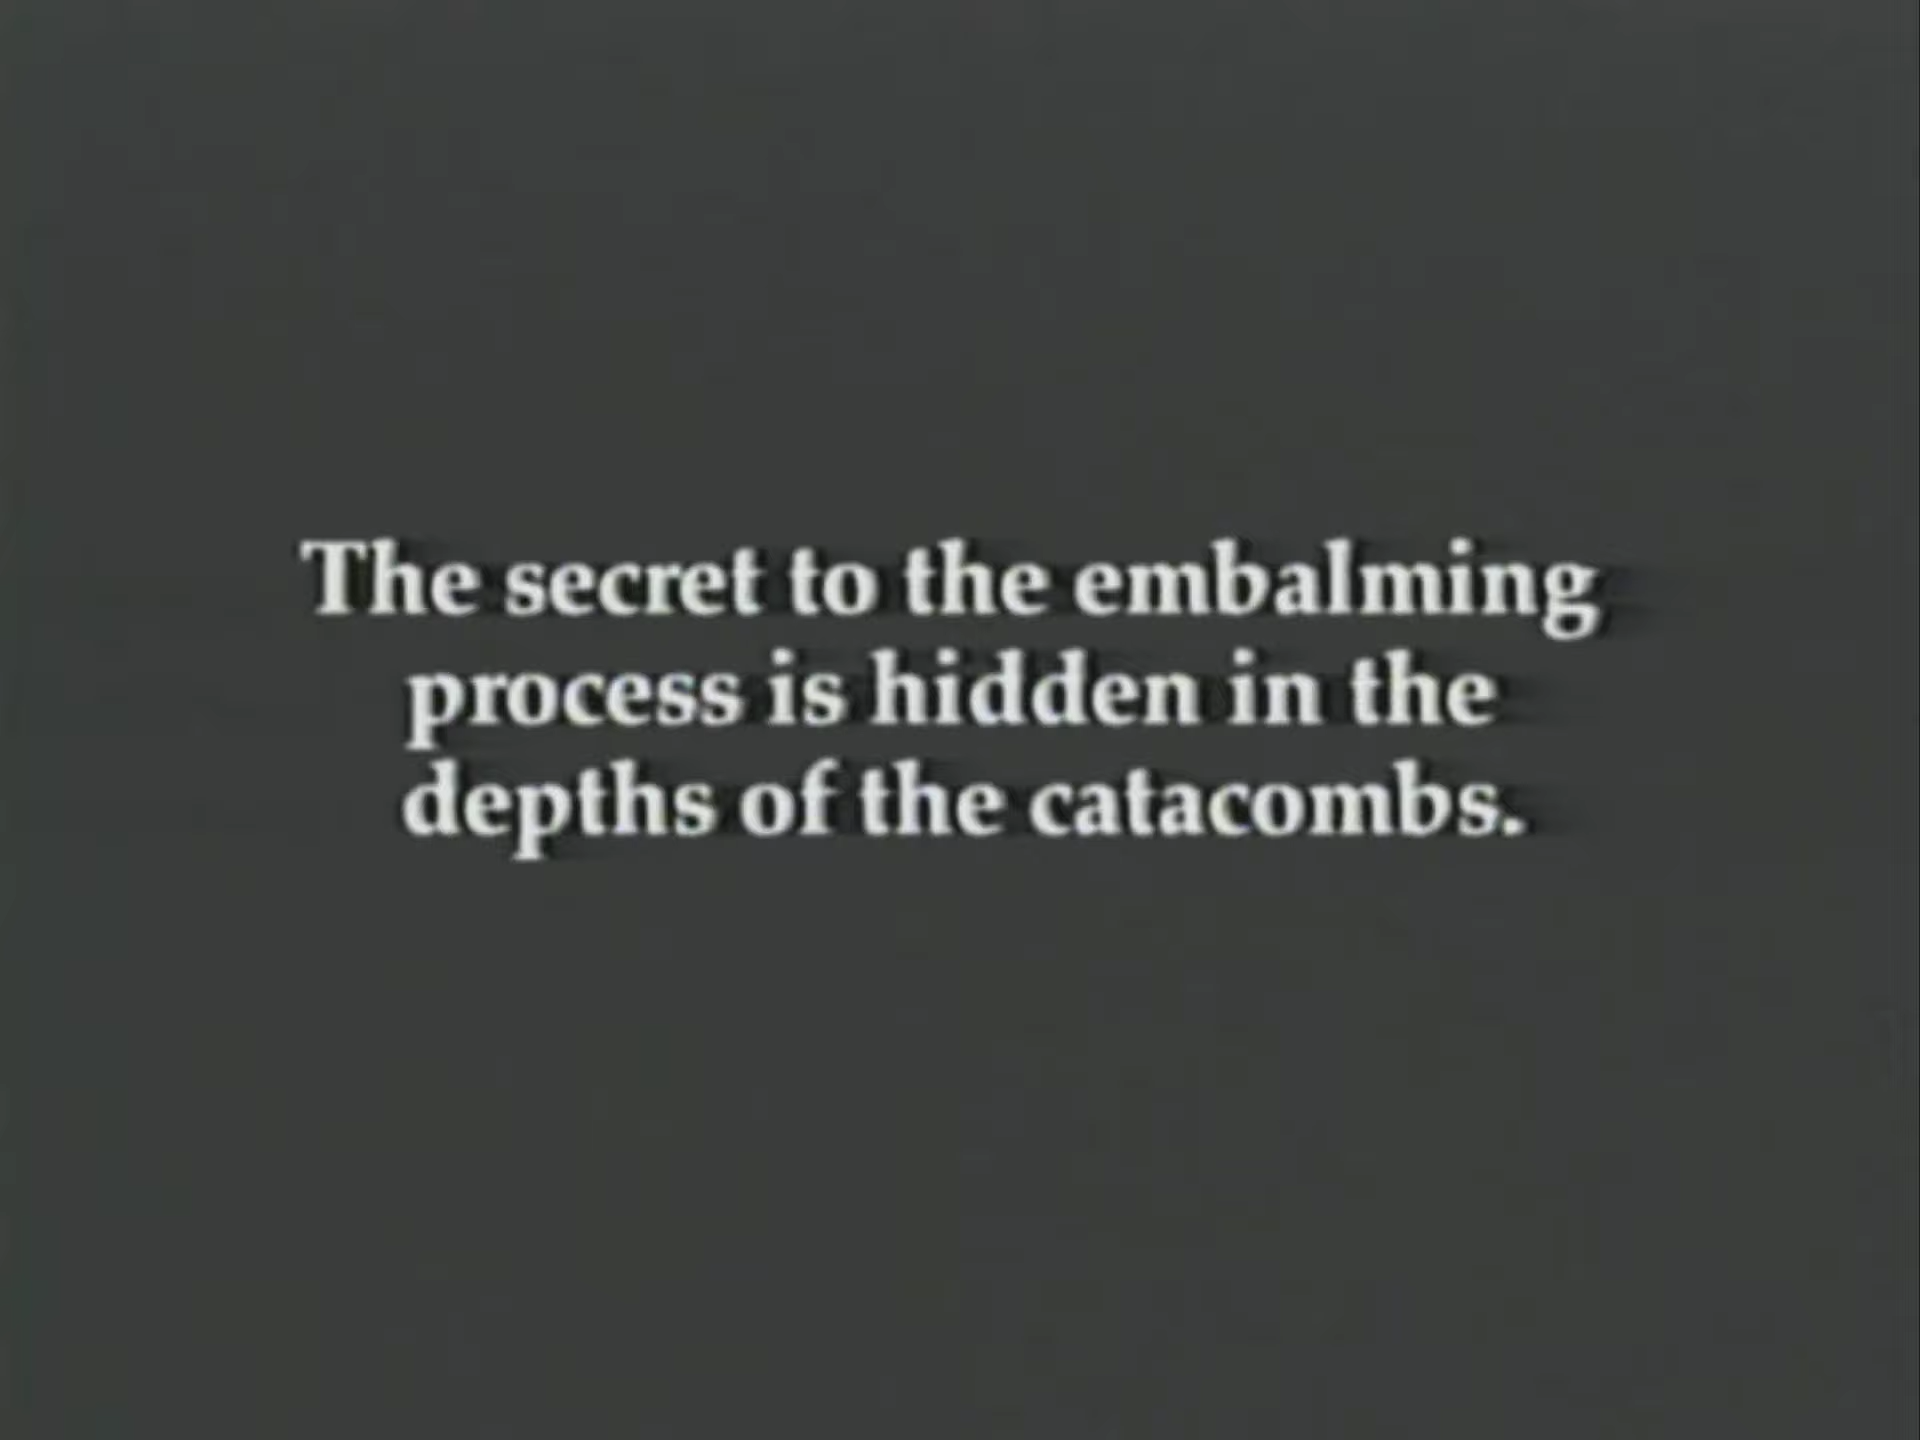 The secret to the embalming
process is hidden in the
depths of the catacombs.